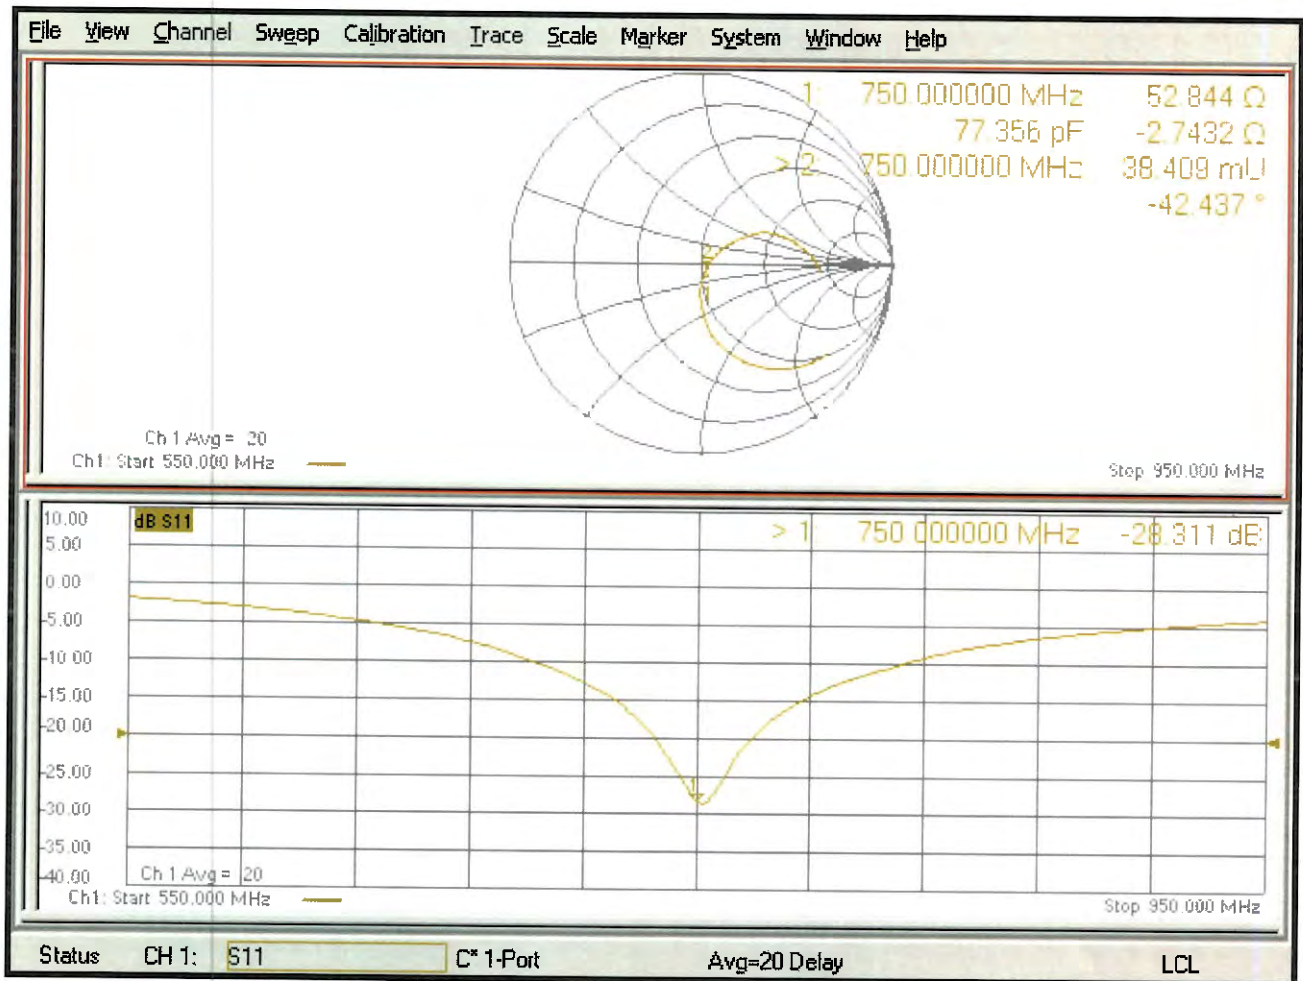 File View Channel Sweep Calibration Trace Scale Marker System Window Help
1: 750.000000 MHz 52.844 Ω
77.356 pF -2.7432 Ω
> 2: 750.000000 MHz 38.409 mU
-42.437 °
2
1
Ch 1 Avg = 20
Ch1: Start 550.000 MHz
Stop 950.000 MHz
10.00
dB S11
> 1 750.000000 MHz -28.311 dB
5.00
0.00
-5.00
-10.00
-15.00
-20.00
-25.00
1
-30.00
-35.00
-40.00
Ch 1 Avg = 20
Ch1: Start 550.000 MHz
Stop 950.000 MHz
Status CH 1: S11 C* 1-Port Avg=20 Delay LCL